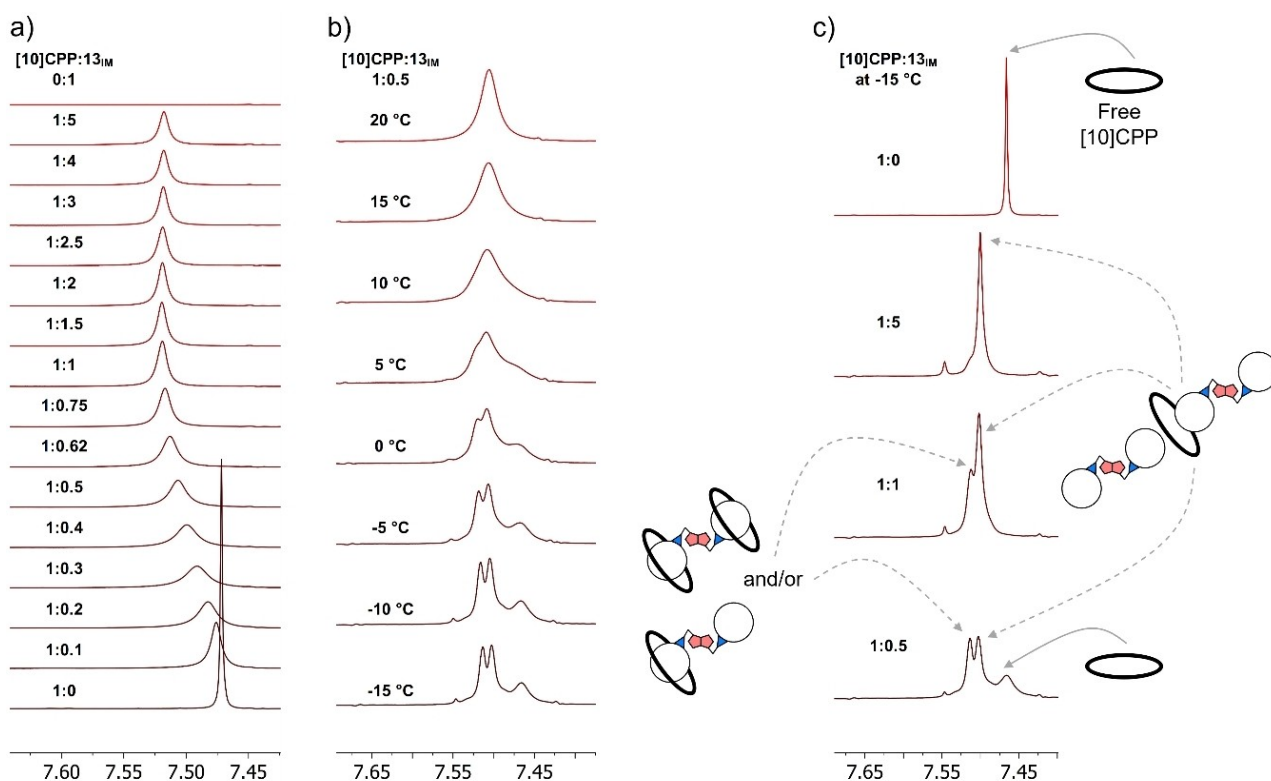 a)
[10]CPP:13IM
0:1
1:5
1:4
1:3
1:2.5
1:2
1:1.5
1:1
1:0.75
1:0.62
1:0.5
1:0.4
1:0.3
1:0.2
1:0.1
1:0
7.60 7.55 7.50 7.45
b)
[10]CPP:13IM
1:0.5
20 °C
15 °C
10 °C
5 °C
0 °C
-5 °C
-10 °C
-15 °C
7.65 7.55 7.45
c)
[10]CPP:13IM
at -15 °C
Free
[10]CPP
1:0
1:5
1:1
and/or
1:0.5
7.65 7.55 7.45